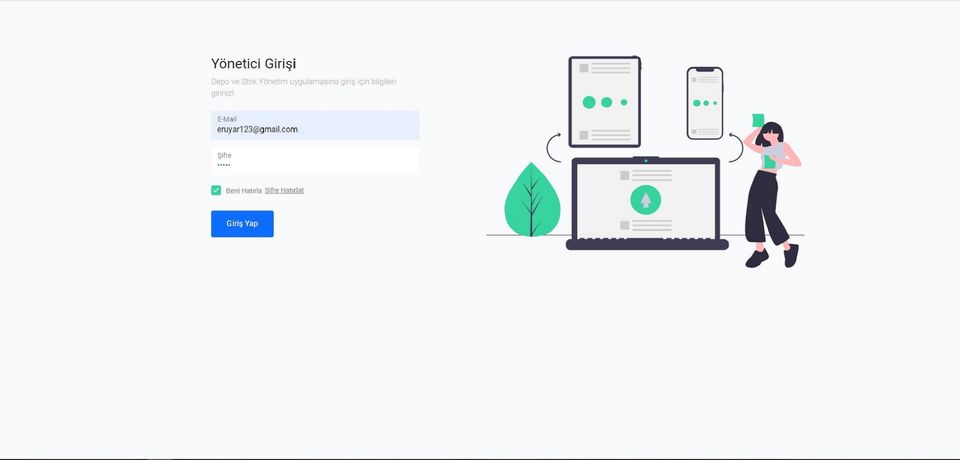 Yönetici Girişi
Depo ve Stok Yönetim uygulamasına giriş için bilgileri
giriniz!
E-Mail
eruyar123@gmail.com
Şifre
•••••
Beni Hatırla Şifre Hatırlat
Giriş Yap